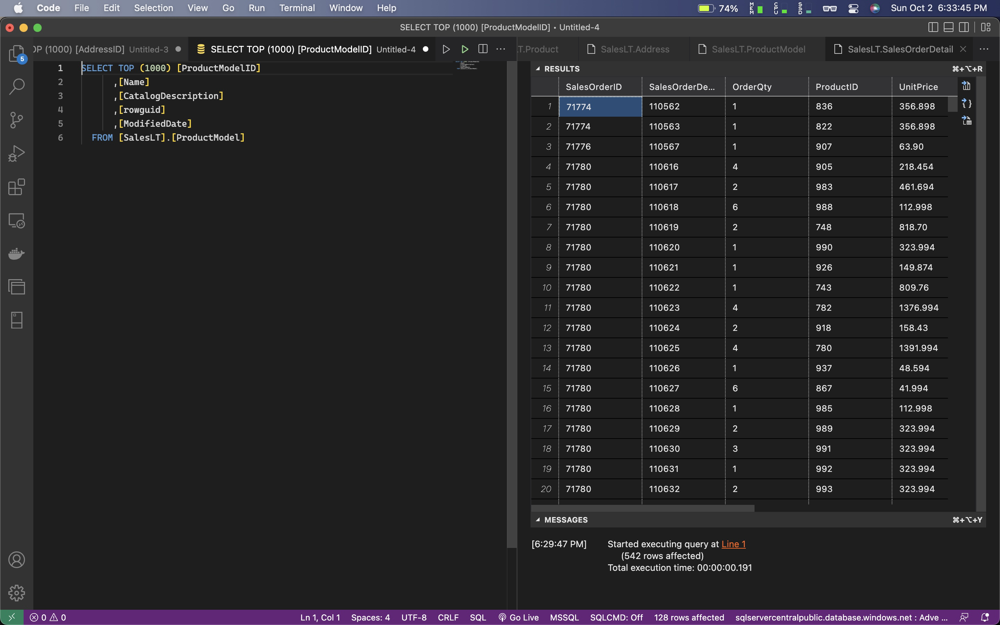 Code File Edit Selection View Go Run Terminal Window Help 74% MEM CPU SSD Sun Oct 2 6:33:45 PM
SELECT TOP (1000) [ProductModelID] • Untitled-4
OP (1000) [AddressID] Untitled-3 SELECT TOP (1000) [ProductModelID] Untitled-4 ... LT.Product SalesLT.Address SalesLT.ProductModel SalesLT.SalesOrderDetail ...
5
1 SELECT TOP (1000) [ProductModelID]
2 ,[Name]
3 ,[CatalogDescription]
4 ,[rowguid]
5 ,[ModifiedDate]
6 FROM [SalesLT].[ProductModel]
RESULTS ⌘+⌥+R
SalesOrderID SalesOrderDe... OrderQty ProductID UnitPrice
1 71774 110562 1 836 356.898
2 71774 110563 1 822 356.898
3 71776 110567 1 907 63.90
4 71780 110616 4 905 218.454
5 71780 110617 2 983 461.694
6 71780 110618 6 988 112.998
7 71780 110619 2 748 818.70
8 71780 110620 1 990 323.994
9 71780 110621 1 926 149.874
10 71780 110622 1 743 809.76
11 71780 110623 4 782 1376.994
12 71780 110624 2 918 158.43
13 71780 110625 4 780 1391.994
14 71780 110626 1 937 48.594
15 71780 110627 6 867 41.994
16 71780 110628 1 985 112.998
17 71780 110629 2 989 323.994
18 71780 110630 3 991 323.994
19 71780 110631 1 992 323.994
20 71780 110632 2 993 323.994
MESSAGES ⌘+⌥+Y
[6:29:47 PM] Started executing query at Line 1
(542 rows affected)
Total execution time: 00:00:00.191
0 0 Ln 1, Col 1 Spaces: 4 UTF-8 CRLF SQL Go Live MSSQL SQLCMD: Off 128 rows affected sqlservercentralpublic.database.windows.net : Adve ...